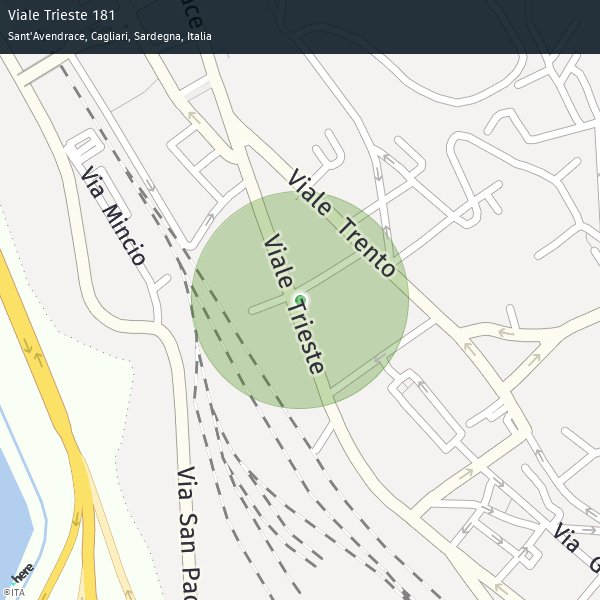 Viale Trieste 181
Sant'Avendrace, Cagliari, Sardegna, Italia
ace
Via Mincio
Viale Trento
Viale Trieste
Via San Pao
Via G
here
©ITA